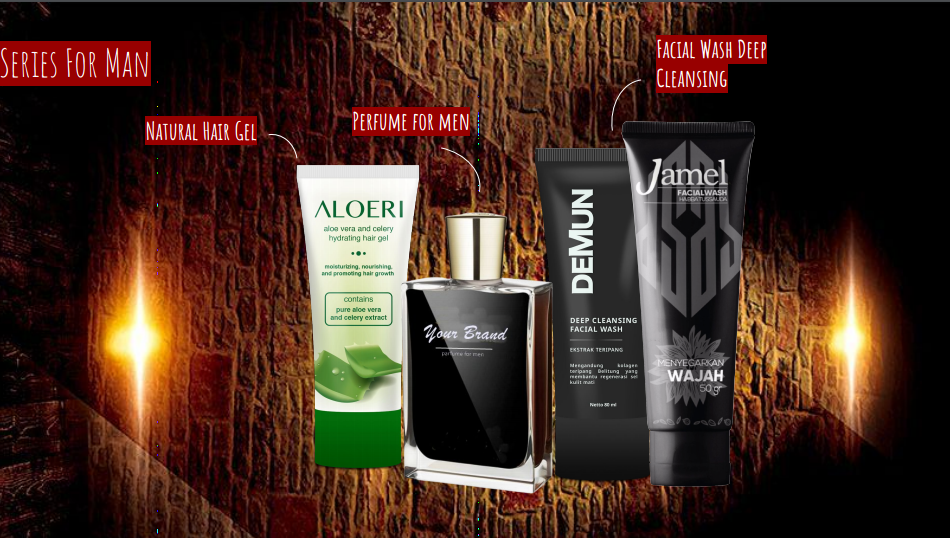 Series For Man
Natural Hair Gel
Perfume for men
Facial Wash Deep
Cleansing
ALOERI
aloe vera and celery
hydrating hair gel
moisturizing, nourishing,
and promoting hair growth
contains
pure aloe vera
and celery extract
Your Brand
parfume for men
DEMUN
DEEP CLEANSING
FACIAL WASH
EKSTRAK TERIPANG
Mengandung kolagen
teripang Belitung yang
membantu regenerasi sel
kulit mati
Netto 80 ml
Jamel
FACIALWASH
HABBATUSSAUDA
MENYEGARKAN
WAJAH
50 gr